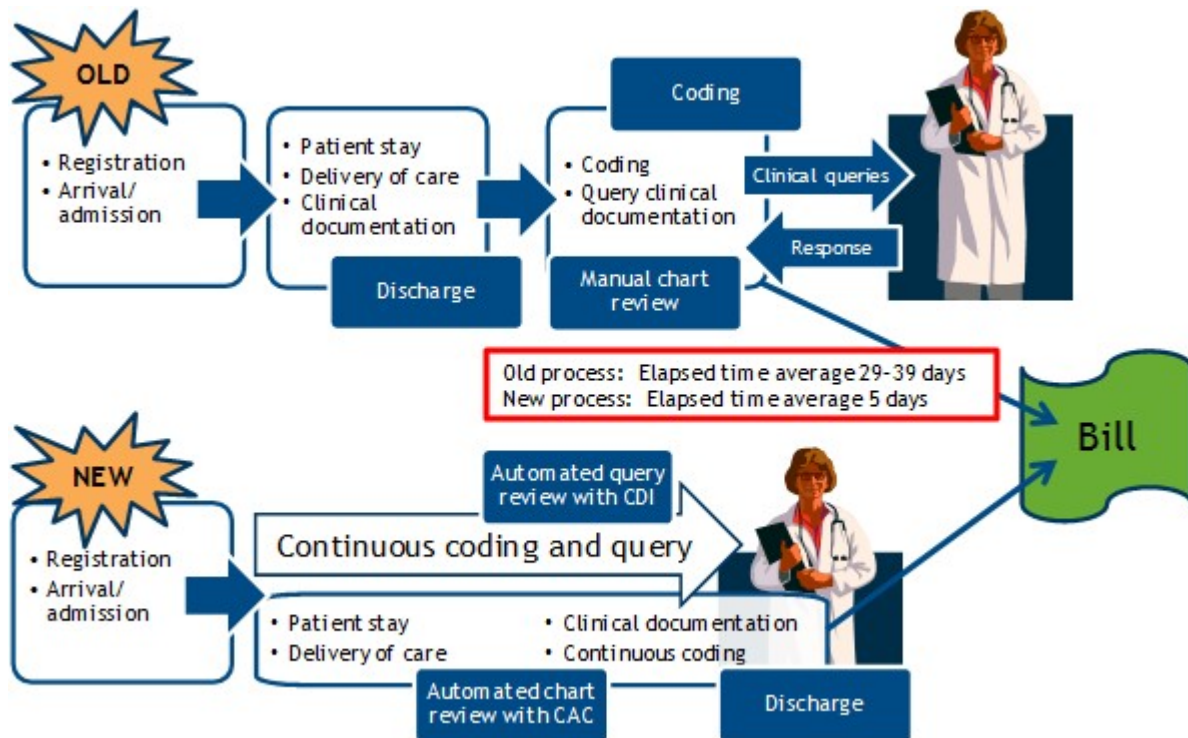 OLD
• Registration
• Arrival/
admission
• Patient stay
• Delivery of care
• Clinical
documentation
Discharge
Coding
• Coding
• Query clinical
documentation
Manual chart
review
Clinical queries
Response
Old process: Elapsed time average 29-39 days
New process: Elapsed time average 5 days
Bill
NEW
• Registration
• Arrival/
admission
Automated query
review with CDI
Continuous coding and query
• Patient stay
• Delivery of care
• Clinical documentation
• Continuous coding
Automated chart
review with CAC
Discharge